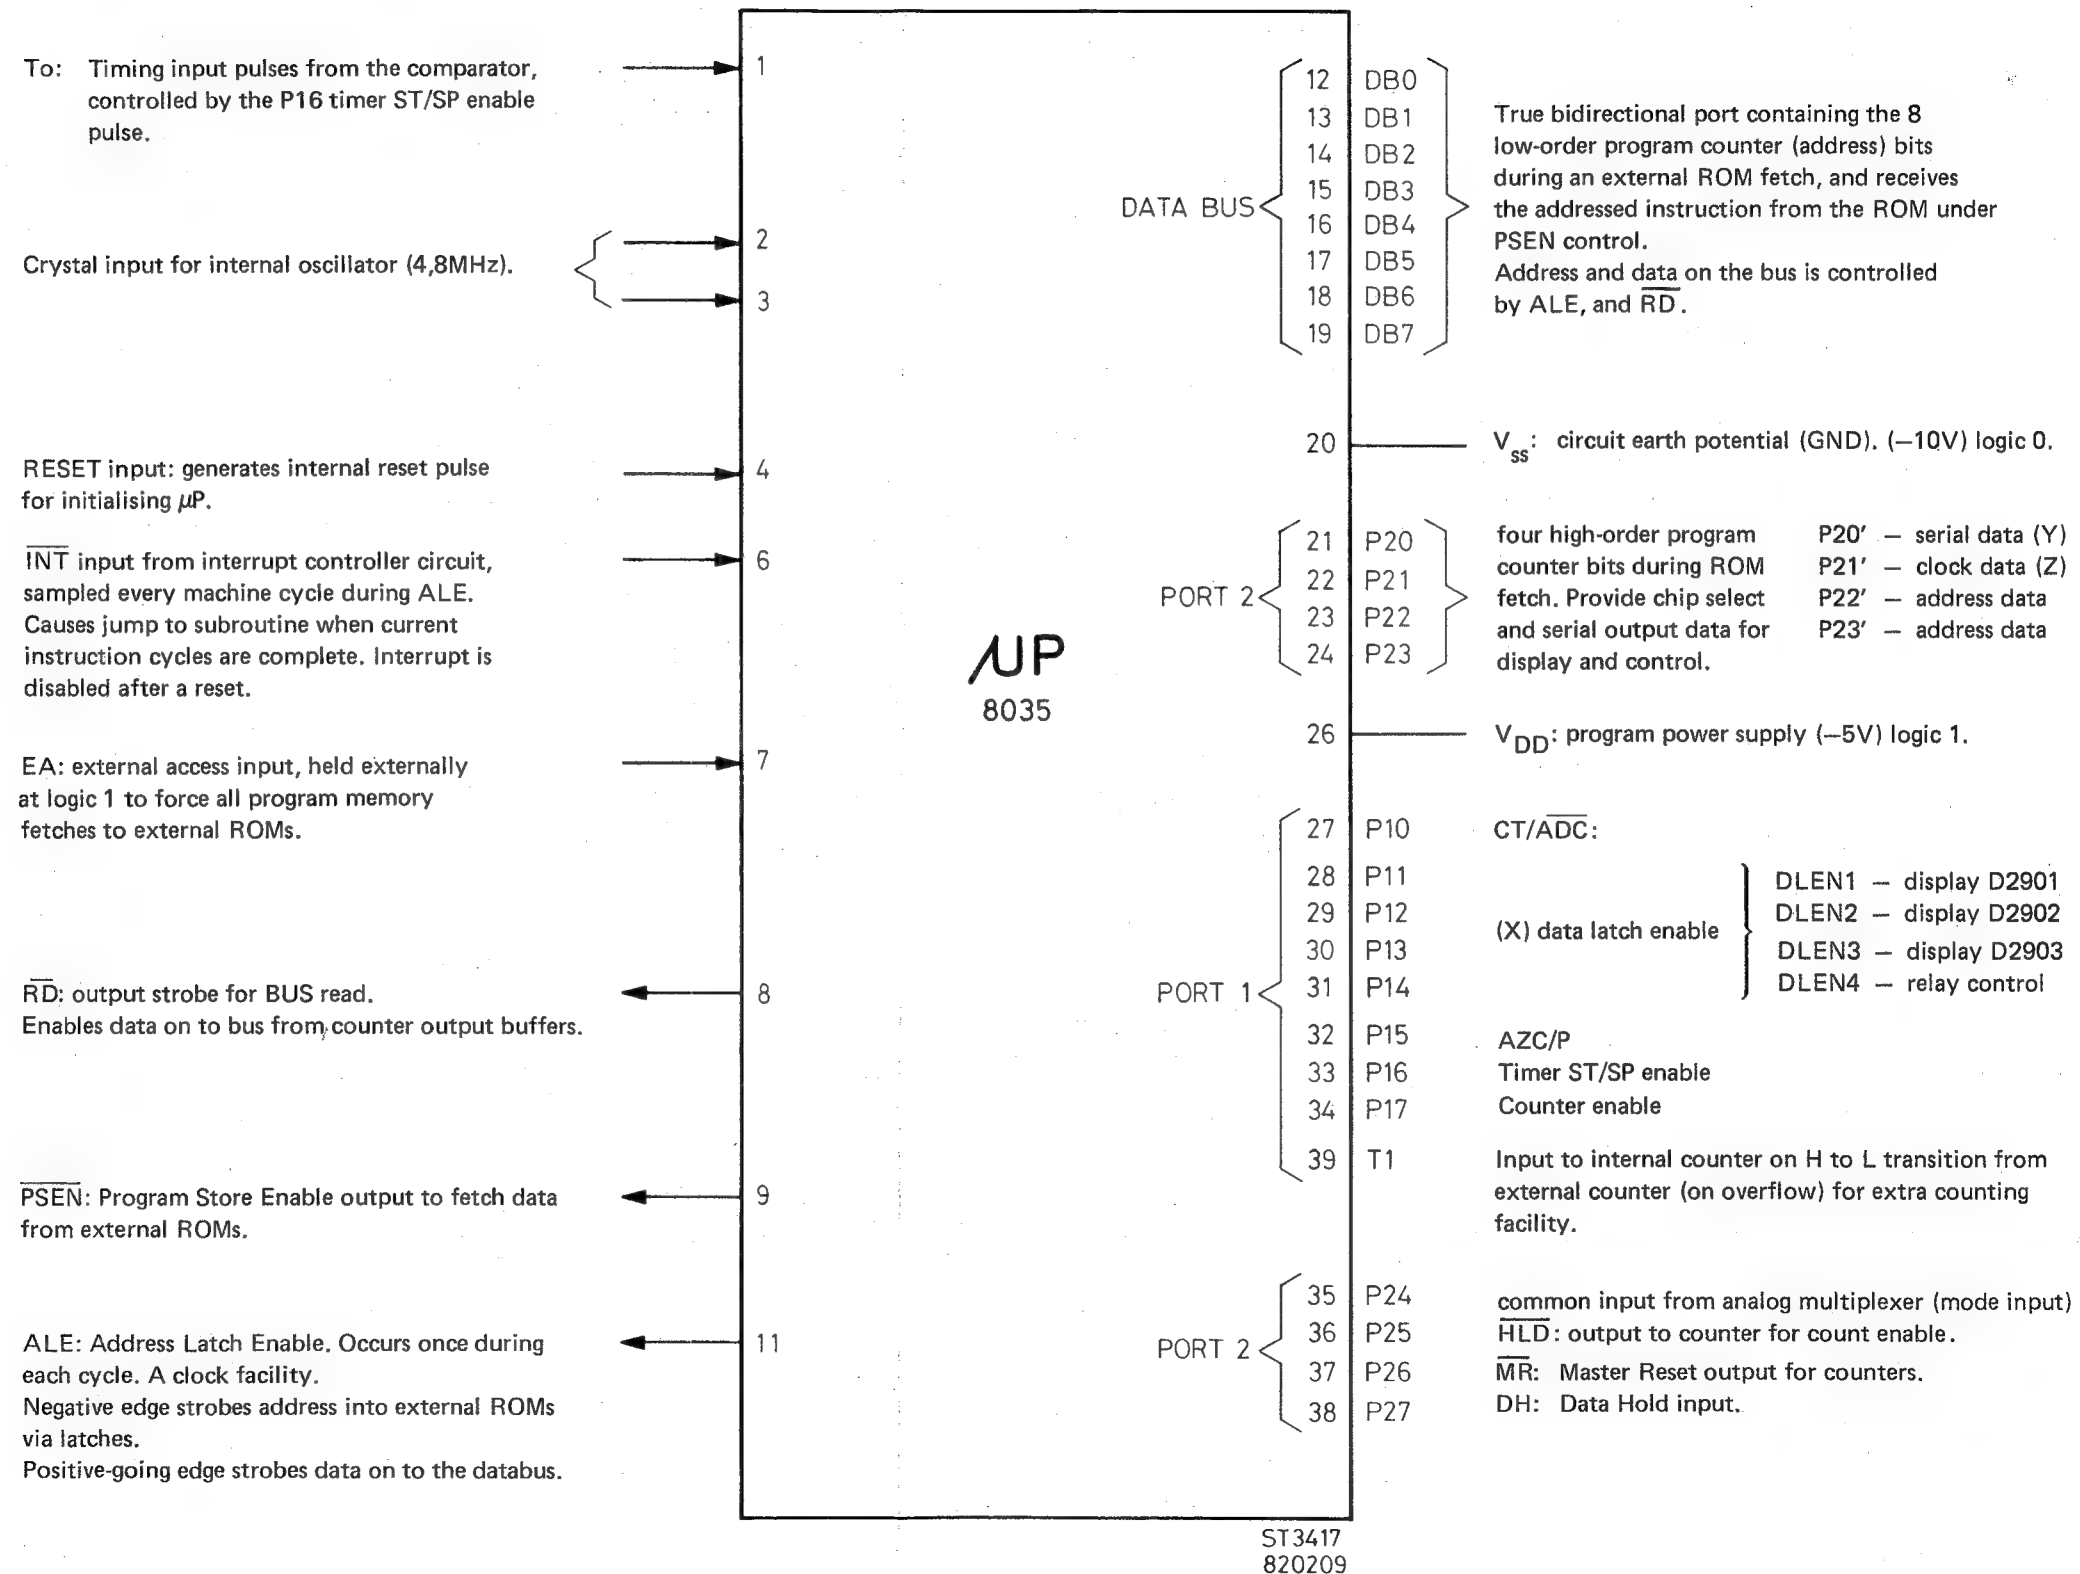 To: Timing input pulses from the comparator,
controlled by the P16 timer ST/SP enable
pulse.
1
Crystal input for internal oscillator (4,8MHz).
2
3
RESET input: generates internal reset pulse
for initialising μP.
4
I̅N̅T̅ input from interrupt controller circuit,
sampled every machine cycle during ALE.
Causes jump to subroutine when current
instruction cycles are complete. Interrupt is
disabled after a reset.
6
EA: external access input, held externally
at logic 1 to force all program memory
fetches to external ROMs.
7
R̅D̅: output strobe for BUS read.
Enables data on to bus from counter output buffers.
8
P̅S̅E̅N̅: Program Store Enable output to fetch data
from external ROMs.
9
ALE: Address Latch Enable. Occurs once during
each cycle. A clock facility.
Negative edge strobes address into external ROMs
via latches.
Positive-going edge strobes data on to the databus.
11
μP
8035
DATA BUS
12 DB0
13 DB1
14 DB2
15 DB3
16 DB4
17 DB5
18 DB6
19 DB7
True bidirectional port containing the 8
low-order program counter (address) bits
during an external ROM fetch, and receives
the addressed instruction from the ROM under
PSEN control.
Address and data on the bus is controlled
by ALE, and R̅D̅.
20 Vss: circuit earth potential (GND). (–10V) logic 0.
PORT 2
21 P20
22 P21
23 P22
24 P23
four high-order program
counter bits during ROM
fetch. Provide chip select
and serial output data for
display and control.
P20′ – serial data (Y)
P21′ – clock data (Z)
P22′ – address data
P23′ – address data
26 VDD: program power supply (–5V) logic 1.
PORT 1
27 P10 CT/A̅D̅C̅:
28 P11
29 P12
30 P13
31 P14
(X) data latch enable
DLEN1 – display D2901
DLEN2 – display D2902
DLEN3 – display D2903
DLEN4 – relay control
32 P15 AZC/P
33 P16 Timer ST/SP enable
34 P17 Counter enable
39 T1 Input to internal counter on H to L transition from
external counter (on overflow) for extra counting
facility.
PORT 2
35 P24 common input from analog multiplexer (mode input)
36 P25 H̅L̅D̅: output to counter for count enable.
37 P26 M̅R̅: Master Reset output for counters.
38 P27 DH: Data Hold input.
ST3417
820209